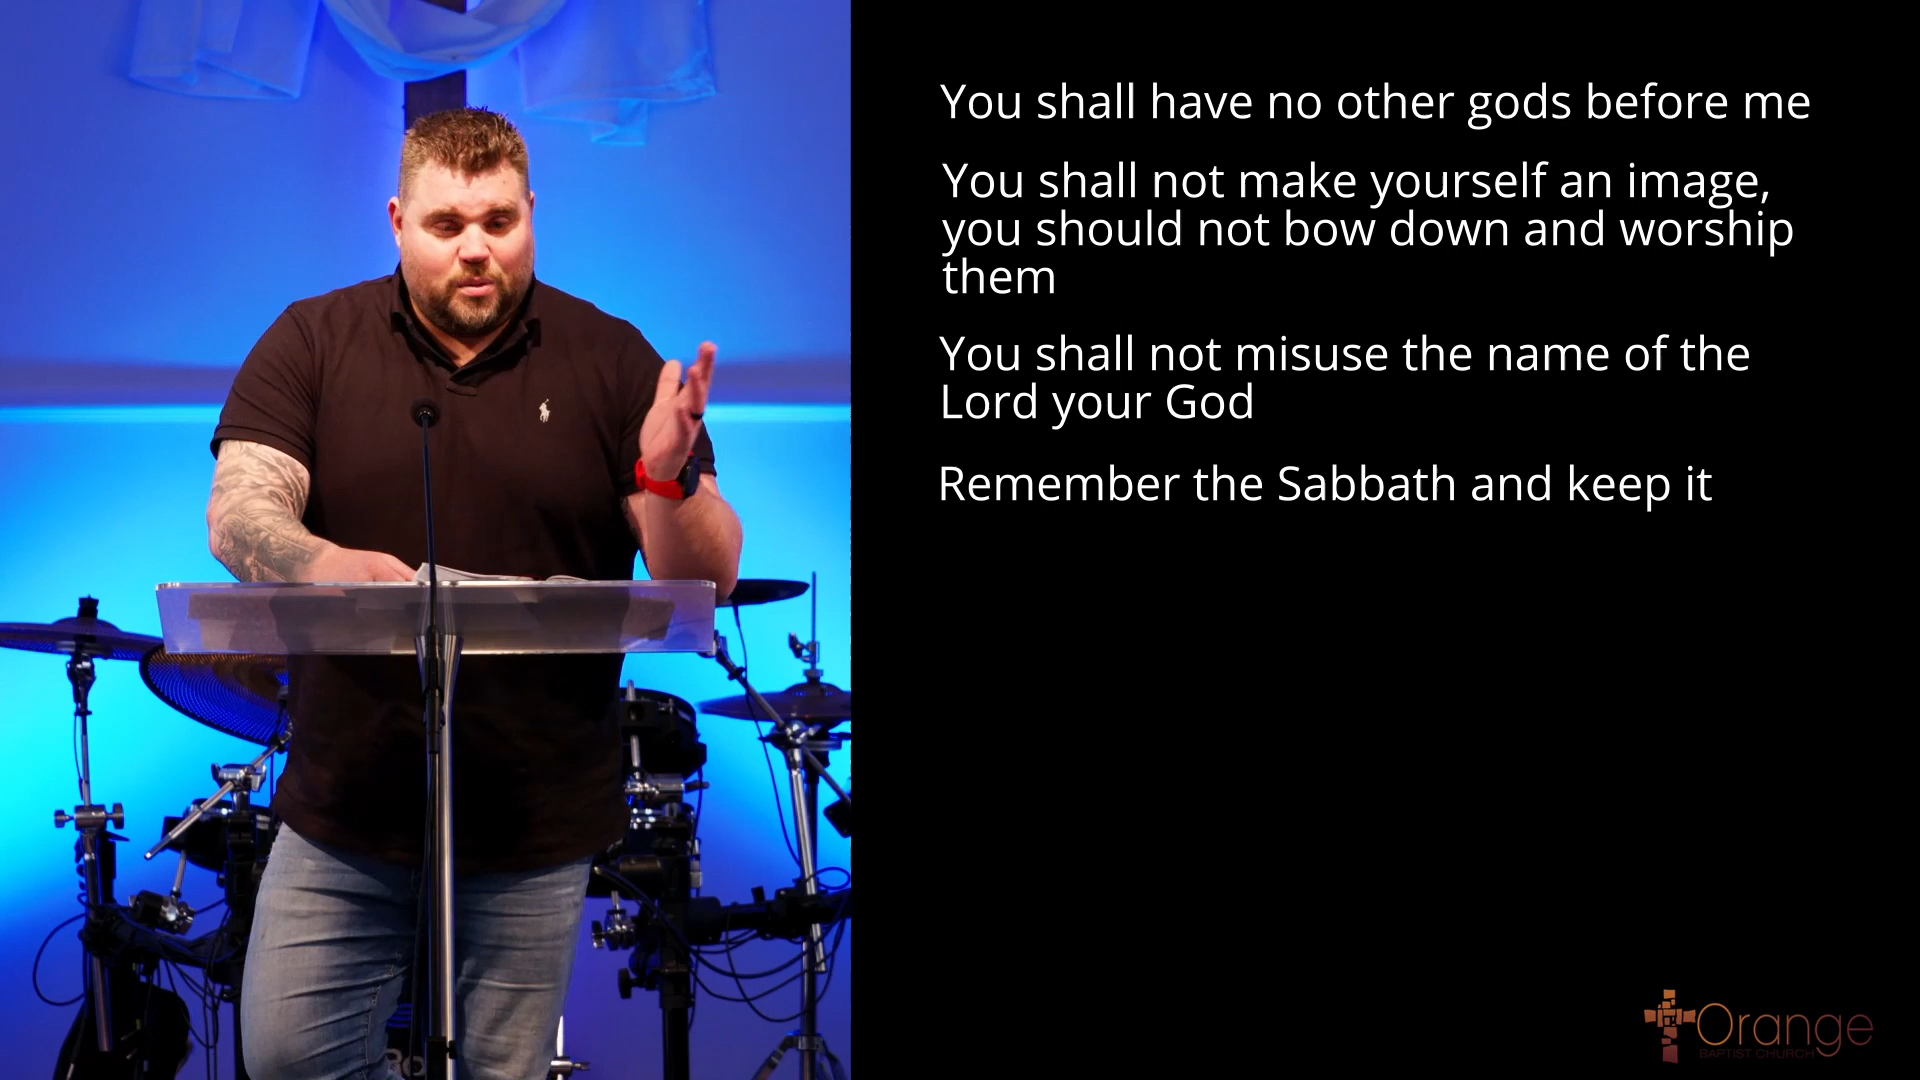 You shall have no other gods before me
You shall not make yourself an image,
you should not bow down and worship
them
You shall not misuse the name of the
Lord your God
Remember the Sabbath and keep it
Orange
BAPTIST CHURCH